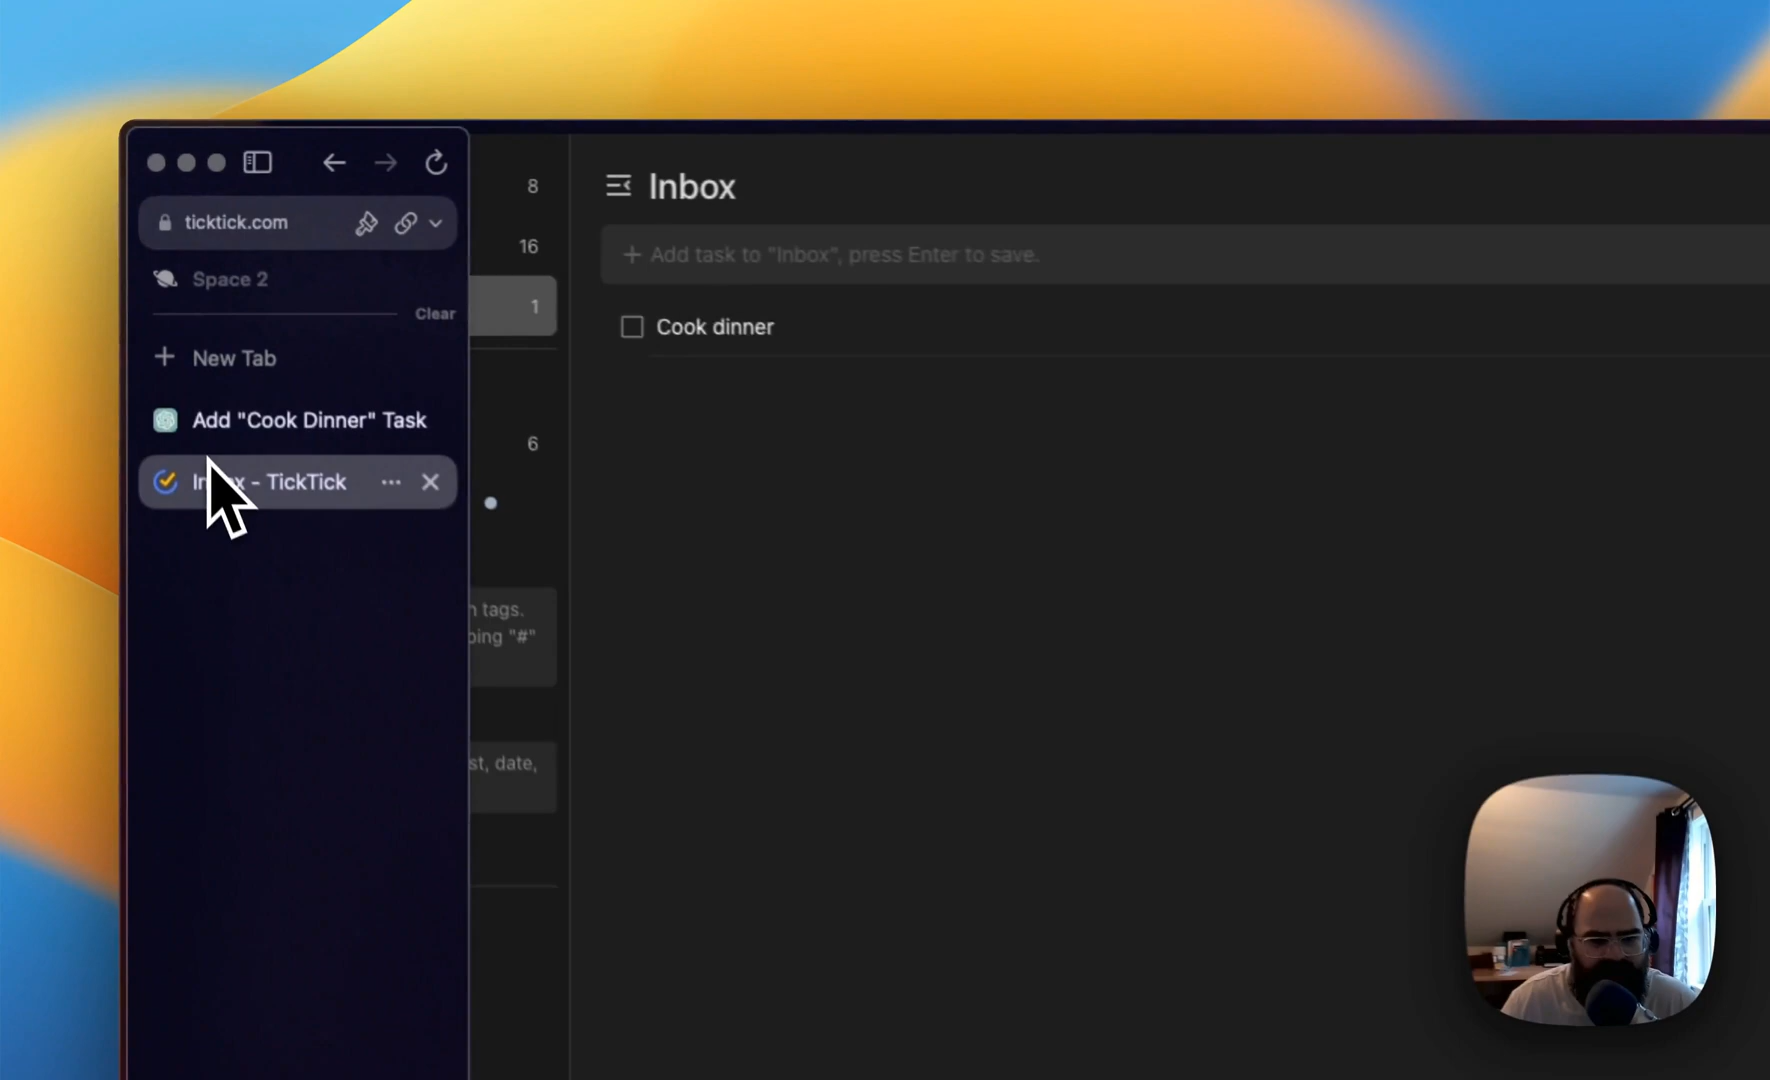 ticktick.com
Space 2
Clear
New Tab
Add "Cook Dinner" Task
- TickTick
8
16
1
6
tags.
"#"
date,
Inbox
Add task to "Inbox", press Enter to save.
Cook dinner